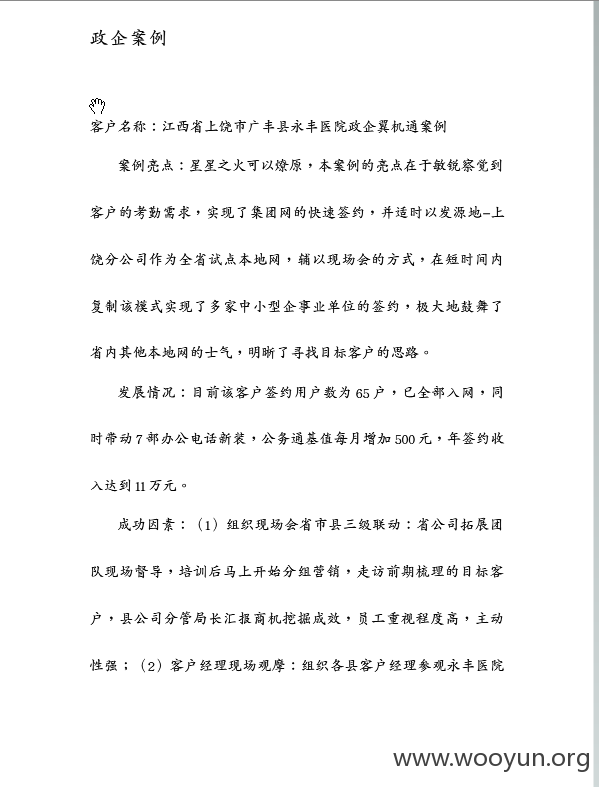 政企案例
客户名称：江西省上饶市广丰县永丰医院政企翼机通案例
案例亮点：星星之火可以燎原，本案例的亮点在于敏锐察觉到
客户的考勤需求，实现了集团网的快速签约，并适时以发源地–上
饶分公司作为全省试点本地网，辅以现场会的方式，在短时间内
复制该模式实现了多家中小型企事业单位的签约，极大地鼓舞了
省内其他本地网的士气，明晰了寻找目标客户的思路。
发展情况：目前该客户签约用户数为 65 户，已全部入网，同
时带动 7 部办公电话新装，公务通基值每月增加 500 元，年签约收
入达到 11 万元。
成功因素：（1）组织现场会省市县三级联动：省公司拓展团
队现场督导，培训后马上开始分组营销，走访前期梳理的目标客
户，县公司分管局长汇报商机挖掘成效，员工重视程度高，主动
性强；（2）客户经理现场观摩：组织各县客户经理参观永丰医院
www.wooyun.org